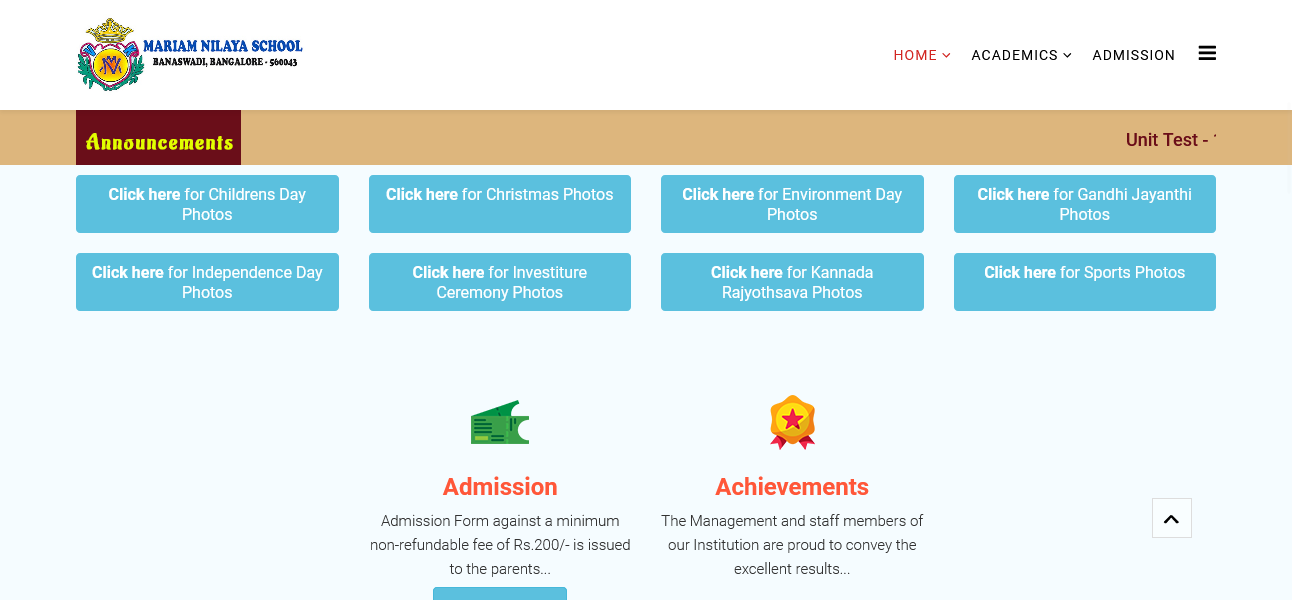 MARIAM NILAYA SCHOOL
BANASWADI, BANGALORE - 560043
HOME
ACADEMICS
ADMISSION
Announcements
Unit Test -
Click here for Childrens Day
Photos
Click here for Christmas Photos
Click here for Environment Day
Photos
Click here for Gandhi Jayanthi
Photos
Click here for Independence Day
Photos
Click here for Investiture
Ceremony Photos
Click here for Kannada
Rajyothsava Photos
Click here for Sports Photos
Admission
Admission Form against a minimum
non-refundable fee of Rs.200/- is issued
to the parents...
Achievements
The Management and staff members of
our Institution are proud to convey the
excellent results...